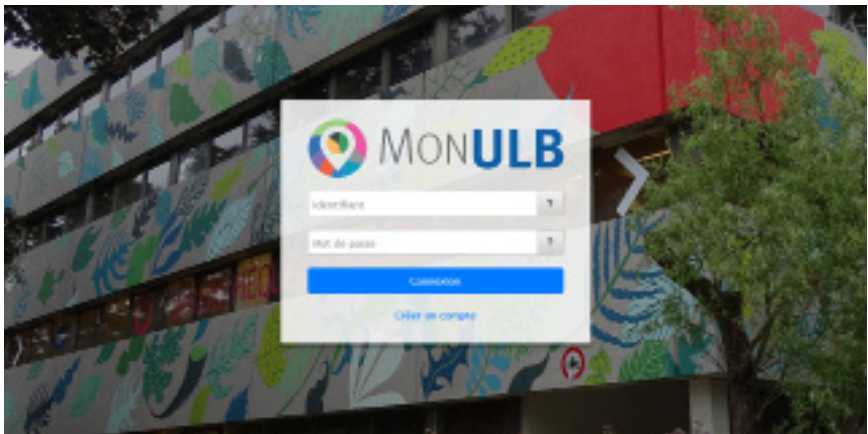 MONULB
Identifiant
?
Mot de passe
?
Connexion
Créer un compte